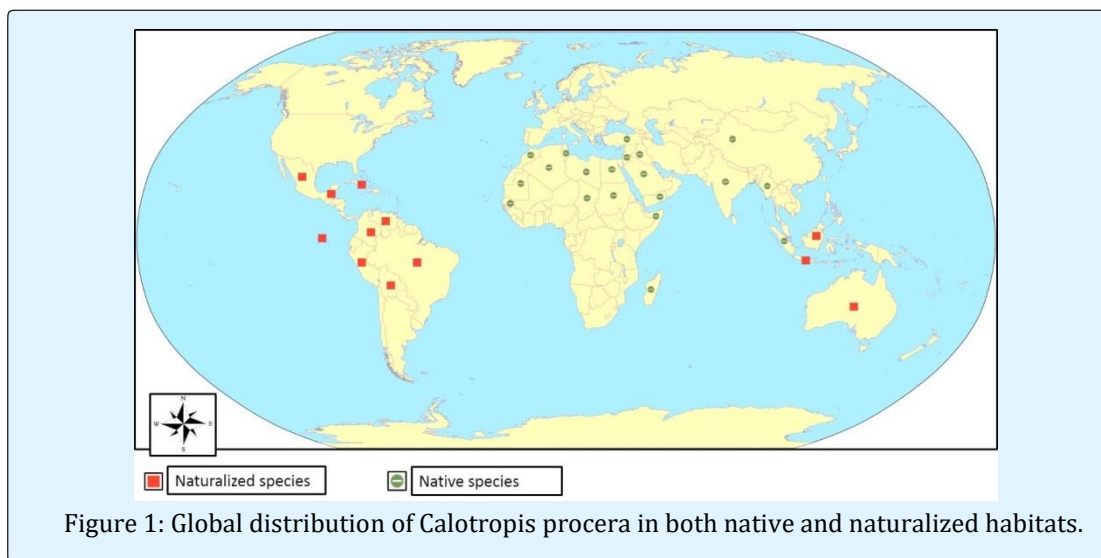 N
W E
S
Naturalized species
Native species
Figure 1: Global distribution of Calotropis procera in both native and naturalized habitats.